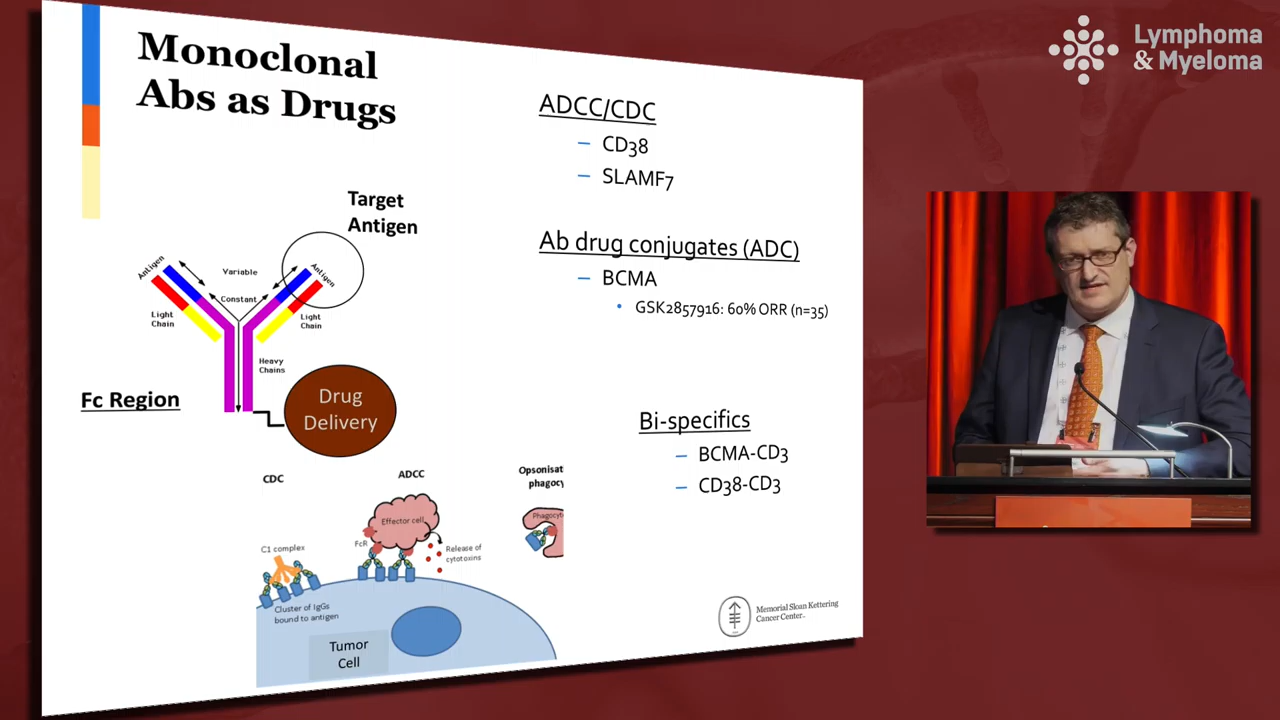 Monoclonal
Abs as Drugs
Lymphoma
& Myeloma
ADCC/CDC
– CD38
– SLAMF7
Target
Antigen
Ab drug conjugates (ADC)
– BCMA
• GSK2857916: 60% ORR (n=35)
Antigen
Variable
Antigen
Constant
Light
Chain
Light
Chain
Heavy
Chains
Fc Region
Drug
Delivery
Bi-specifics
– BCMA-CD3
– CD38-CD3
CDC
ADCC
Opsonisat
phagocy
Effector cell
Phagocyt
FcR
C1 complex
Release of
cytotoxins
Cluster of IgGs
bound to antigen
Tumor
Cell
Memorial Sloan Kettering
Cancer Center